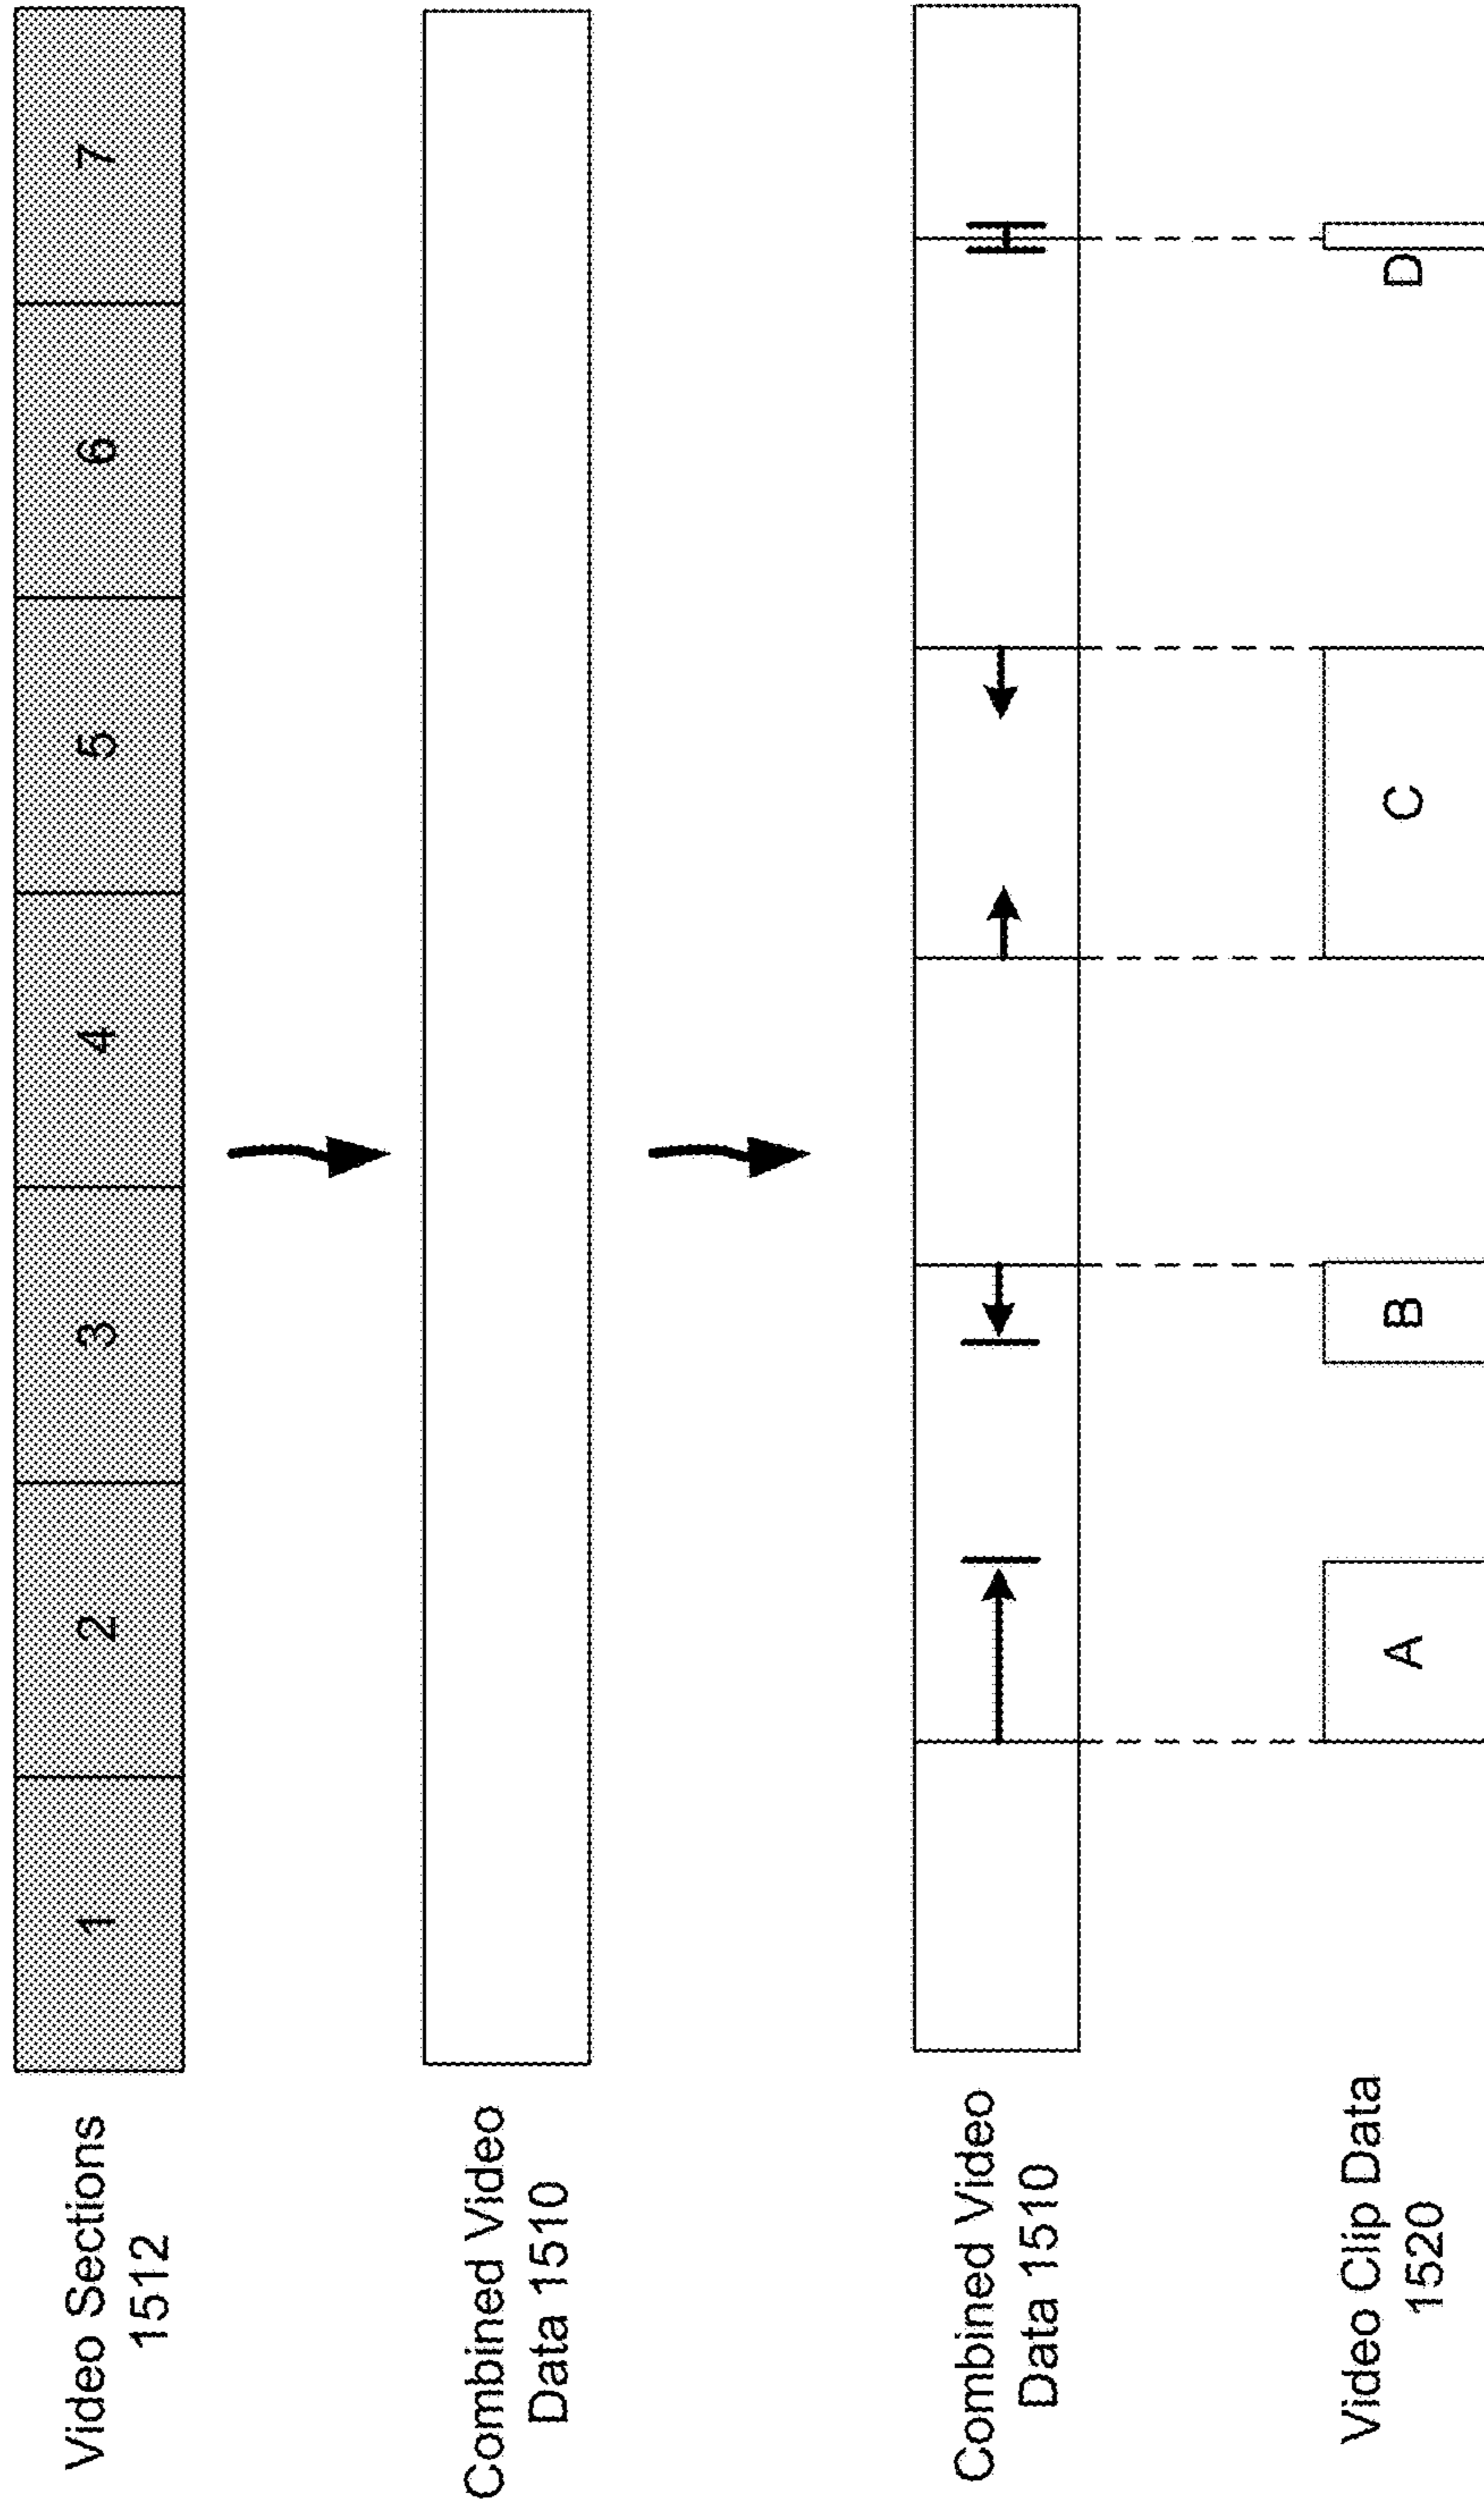 Video Sections
1512
1
2
3
4
5
6
7
Combined Video
Data 1510
Combined Video
Data 1510
Video Clip Data
1520
A
B
C
D